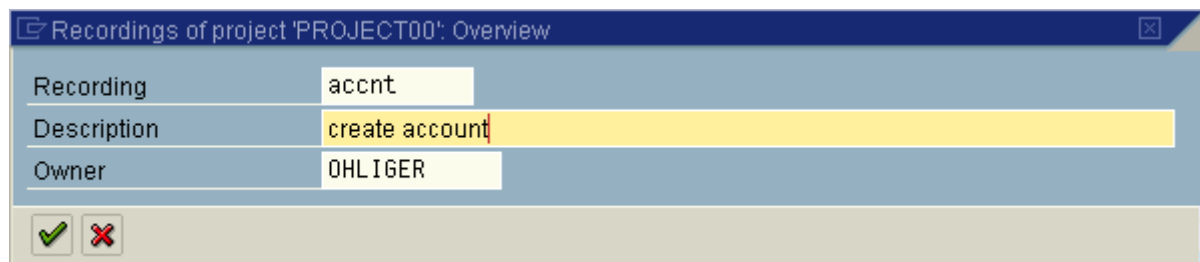 Recordings of project 'PROJECT00': Overview
Recording accnt
Description create account
Owner OHLIGER